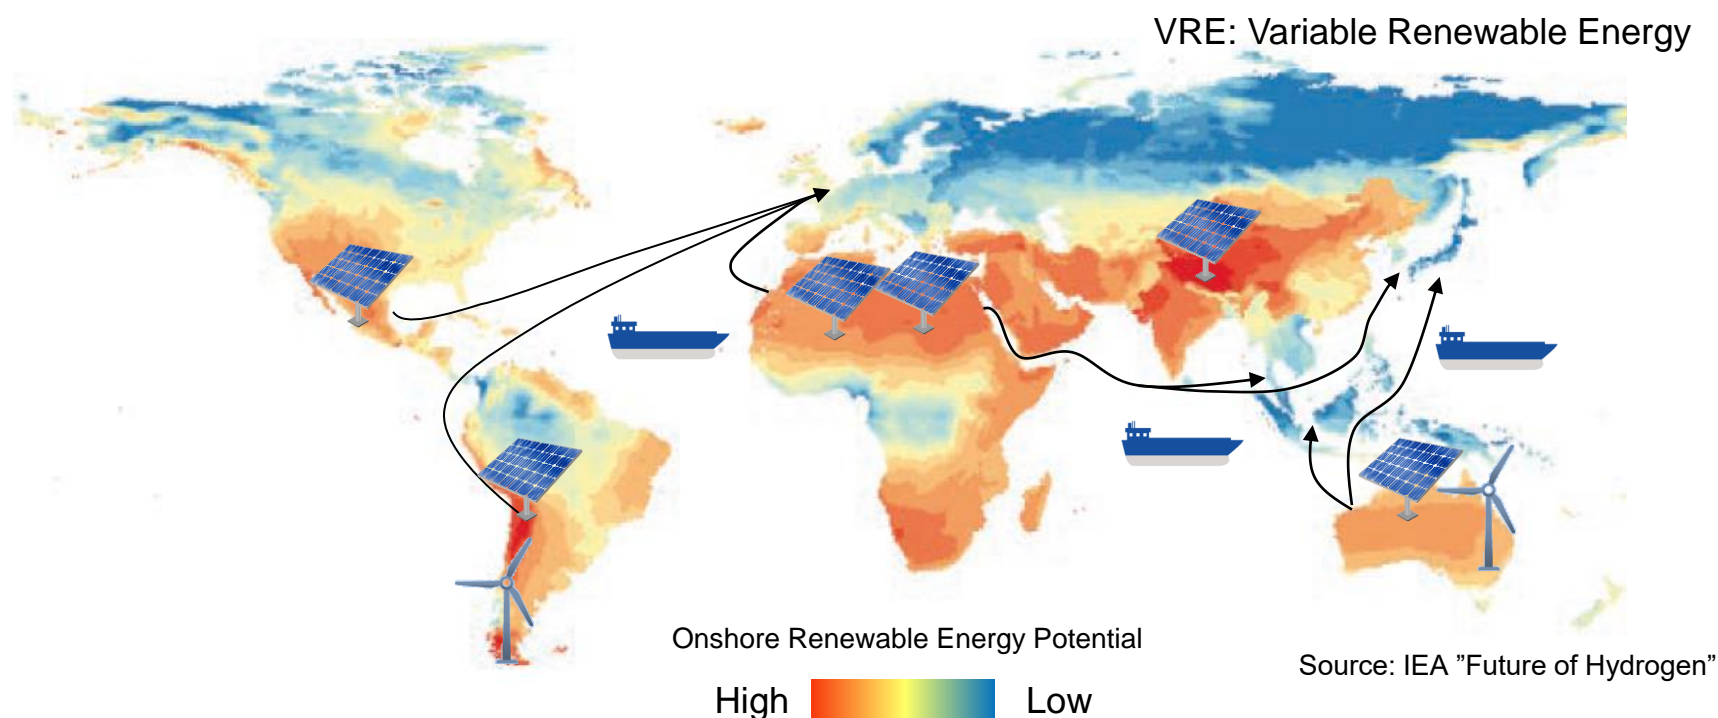 VRE: Variable Renewable Energy
Onshore Renewable Energy Potential
Source: IEA ”Future of Hydrogen”
High Low